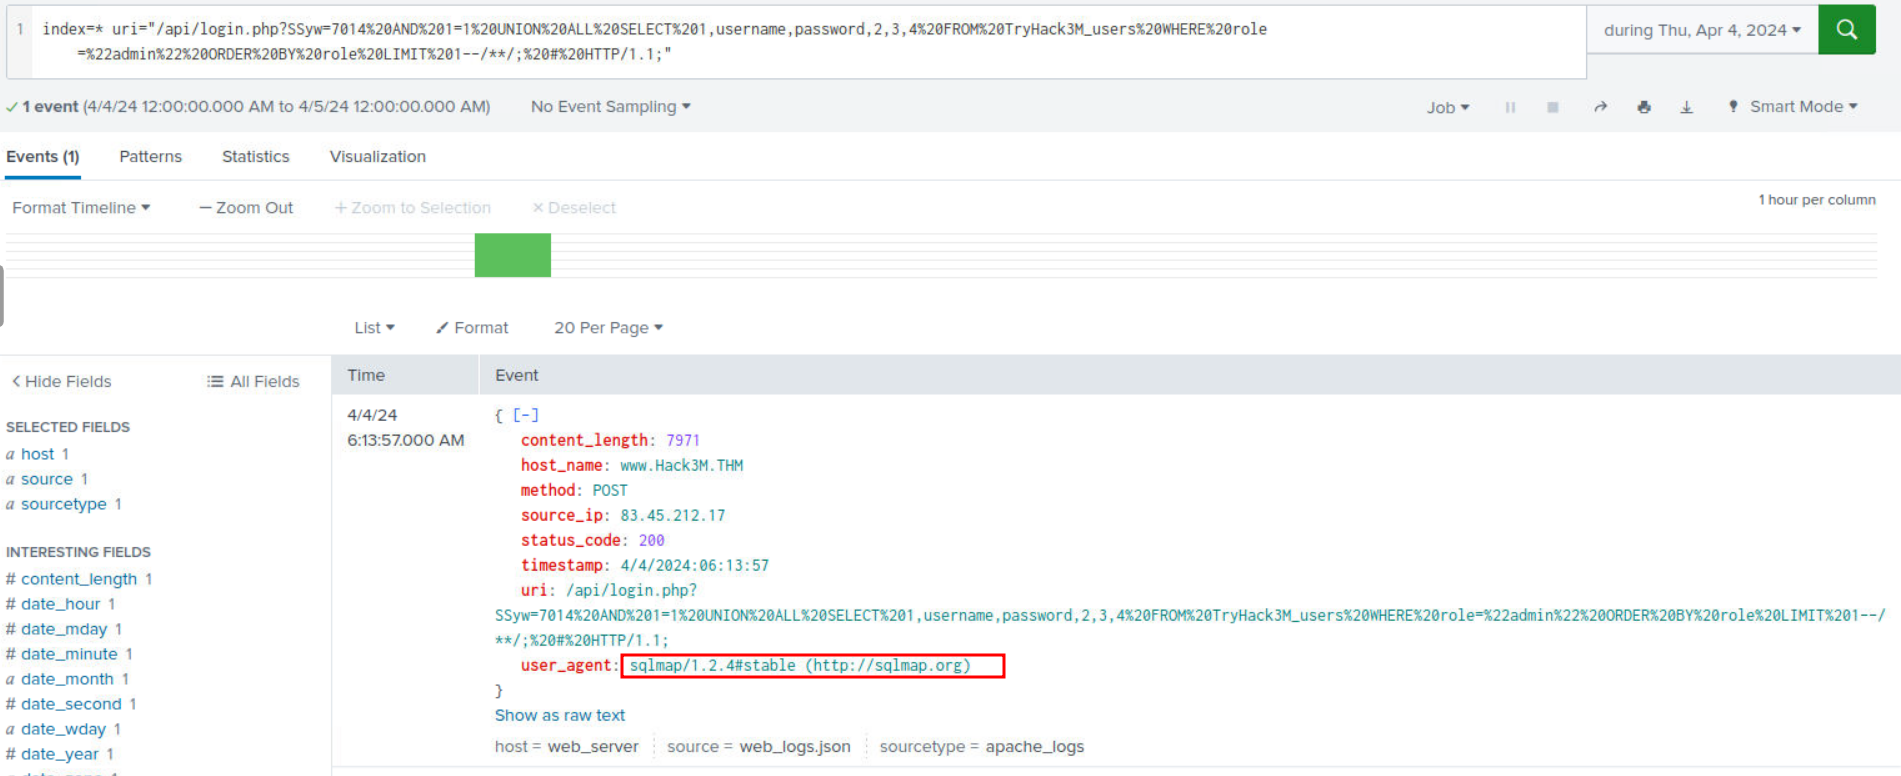 1 index=* uri="/api/login.php?SSyw=7014%20AND%201=1%20UNION%20ALL%20SELECT%201,username,password,2,3,4%20FROM%20TryHack3M_users%20WHERE%20role
=%22admin%22%20ORDER%20BY%20role%20LIMIT%201--/**/;%20#%20HTTP/1.1;"
during Thu, Apr 4, 2024
1 event (4/4/24 12:00:00.000 AM to 4/5/24 12:00:00.000 AM) No Event Sampling Job Smart Mode
Events (1) Patterns Statistics Visualization
Format Timeline — Zoom Out + Zoom to Selection × Deselect 1 hour per column
List Format 20 Per Page
< Hide Fields All Fields Time Event
SELECTED FIELDS
a host 1
a source 1
a sourcetype 1
INTERESTING FIELDS
# content_length 1
# date_hour 1
# date_mday 1
# date_minute 1
a date_month 1
# date_second 1
a date_wday 1
# date_year 1
4/4/24
6:13:57.000 AM
{ [-]
content_length: 7971
host_name: www.Hack3M.THM
method: POST
source_ip: 83.45.212.17
status_code: 200
timestamp: 4/4/2024:06:13:57
uri: /api/login.php?
SSyw=7014%20AND%201=1%20UNION%20ALL%20SELECT%201,username,password,2,3,4%20FROM%20TryHack3M_users%20WHERE%20role=%22admin%22%20ORDER%20BY%20role%20LIMIT%201--/
**/;%20#%20HTTP/1.1;
user_agent: sqlmap/1.2.4#stable (http://sqlmap.org)
}
Show as raw text
host = web_server source = web_logs.json sourcetype = apache_logs